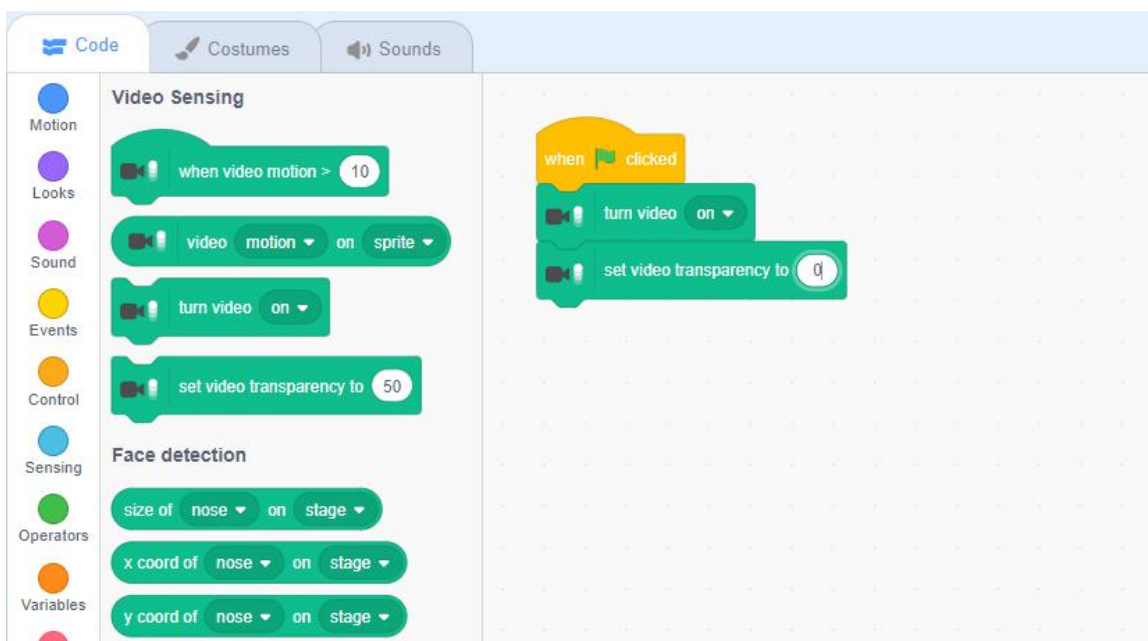 Code
Costumes
Sounds
Motion
Looks
Sound
Events
Control
Sensing
Operators
Variables
Video Sensing
when video motion > 10
video motion on sprite
turn video on
set video transparency to 50
Face detection
size of nose on stage
x coord of nose on stage
y coord of nose on stage
when clicked
turn video on
set video transparency to 0